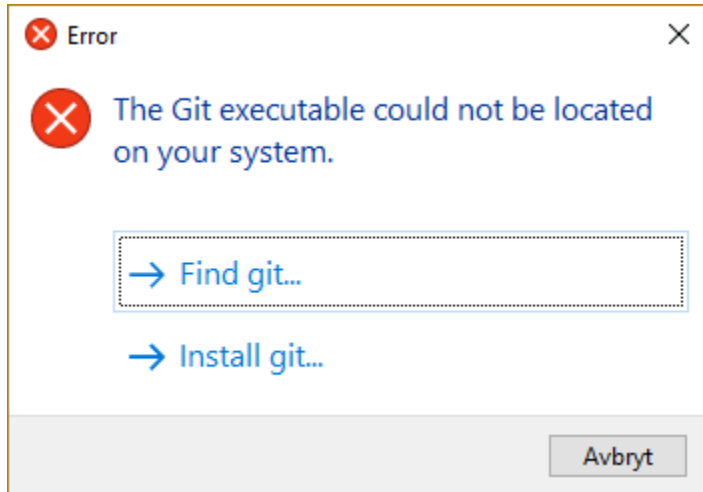 Error
The Git executable could not be located
on your system.
Find git...
Install git...
Avbryt